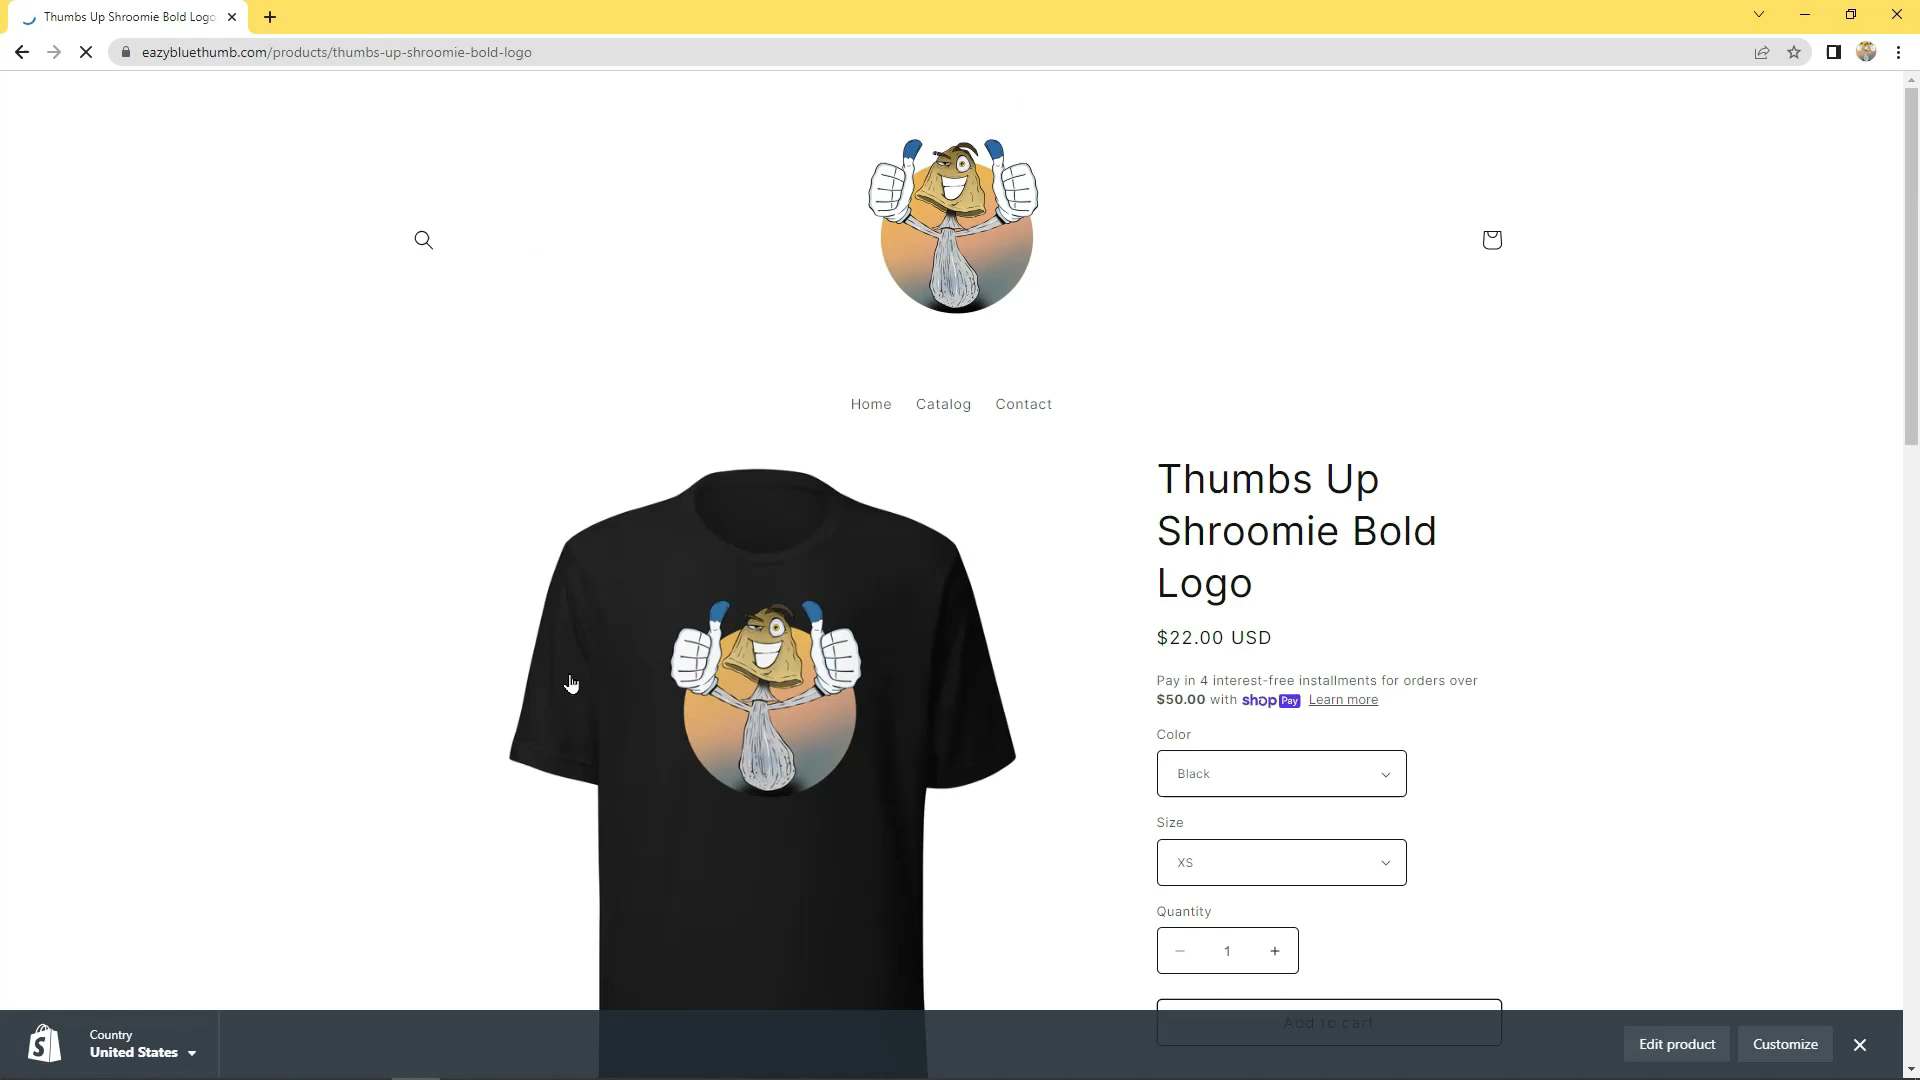 Thumbs Up Shroomie Bold Logo
eazybluethumb.com/products/thumbs-up-shroomie-bold-logo
Home
Catalog
Contact
Thumbs Up
Shroomie Bold
Logo
$22.00 USD
Pay in 4 interest-free installments for orders over
$50.00 with shop Pay Learn more
Color
Black
Size
XS
Quantity
1
Add to cart
Country
United States
Edit product
Customize